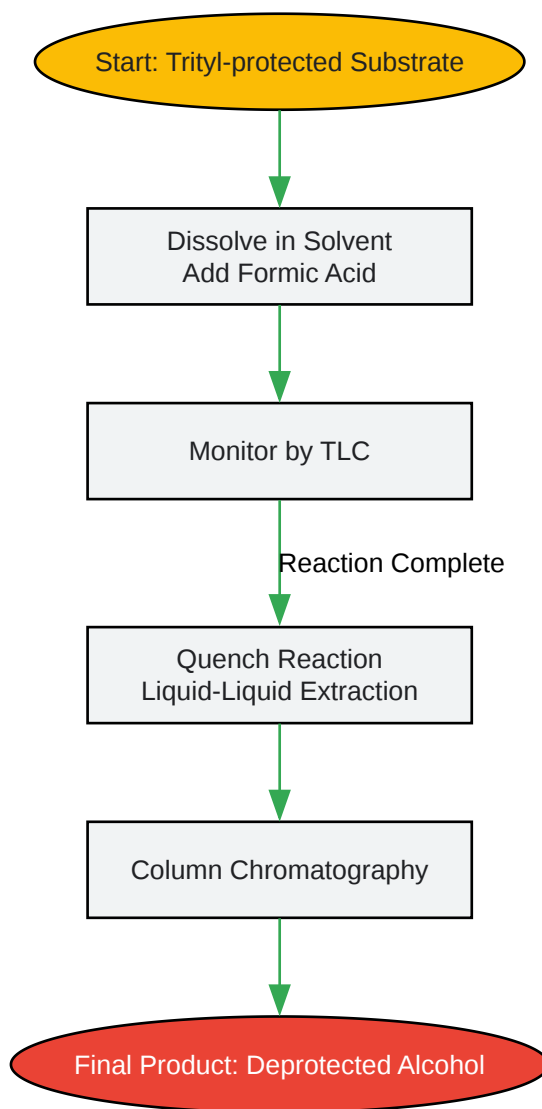 Start: Trityl-protected Substrate
Dissolve in Solvent
Add Formic Acid
Monitor by TLC
Reaction Complete
Quench Reaction
Liquid-Liquid Extraction
Column Chromatography
Final Product: Deprotected Alcohol